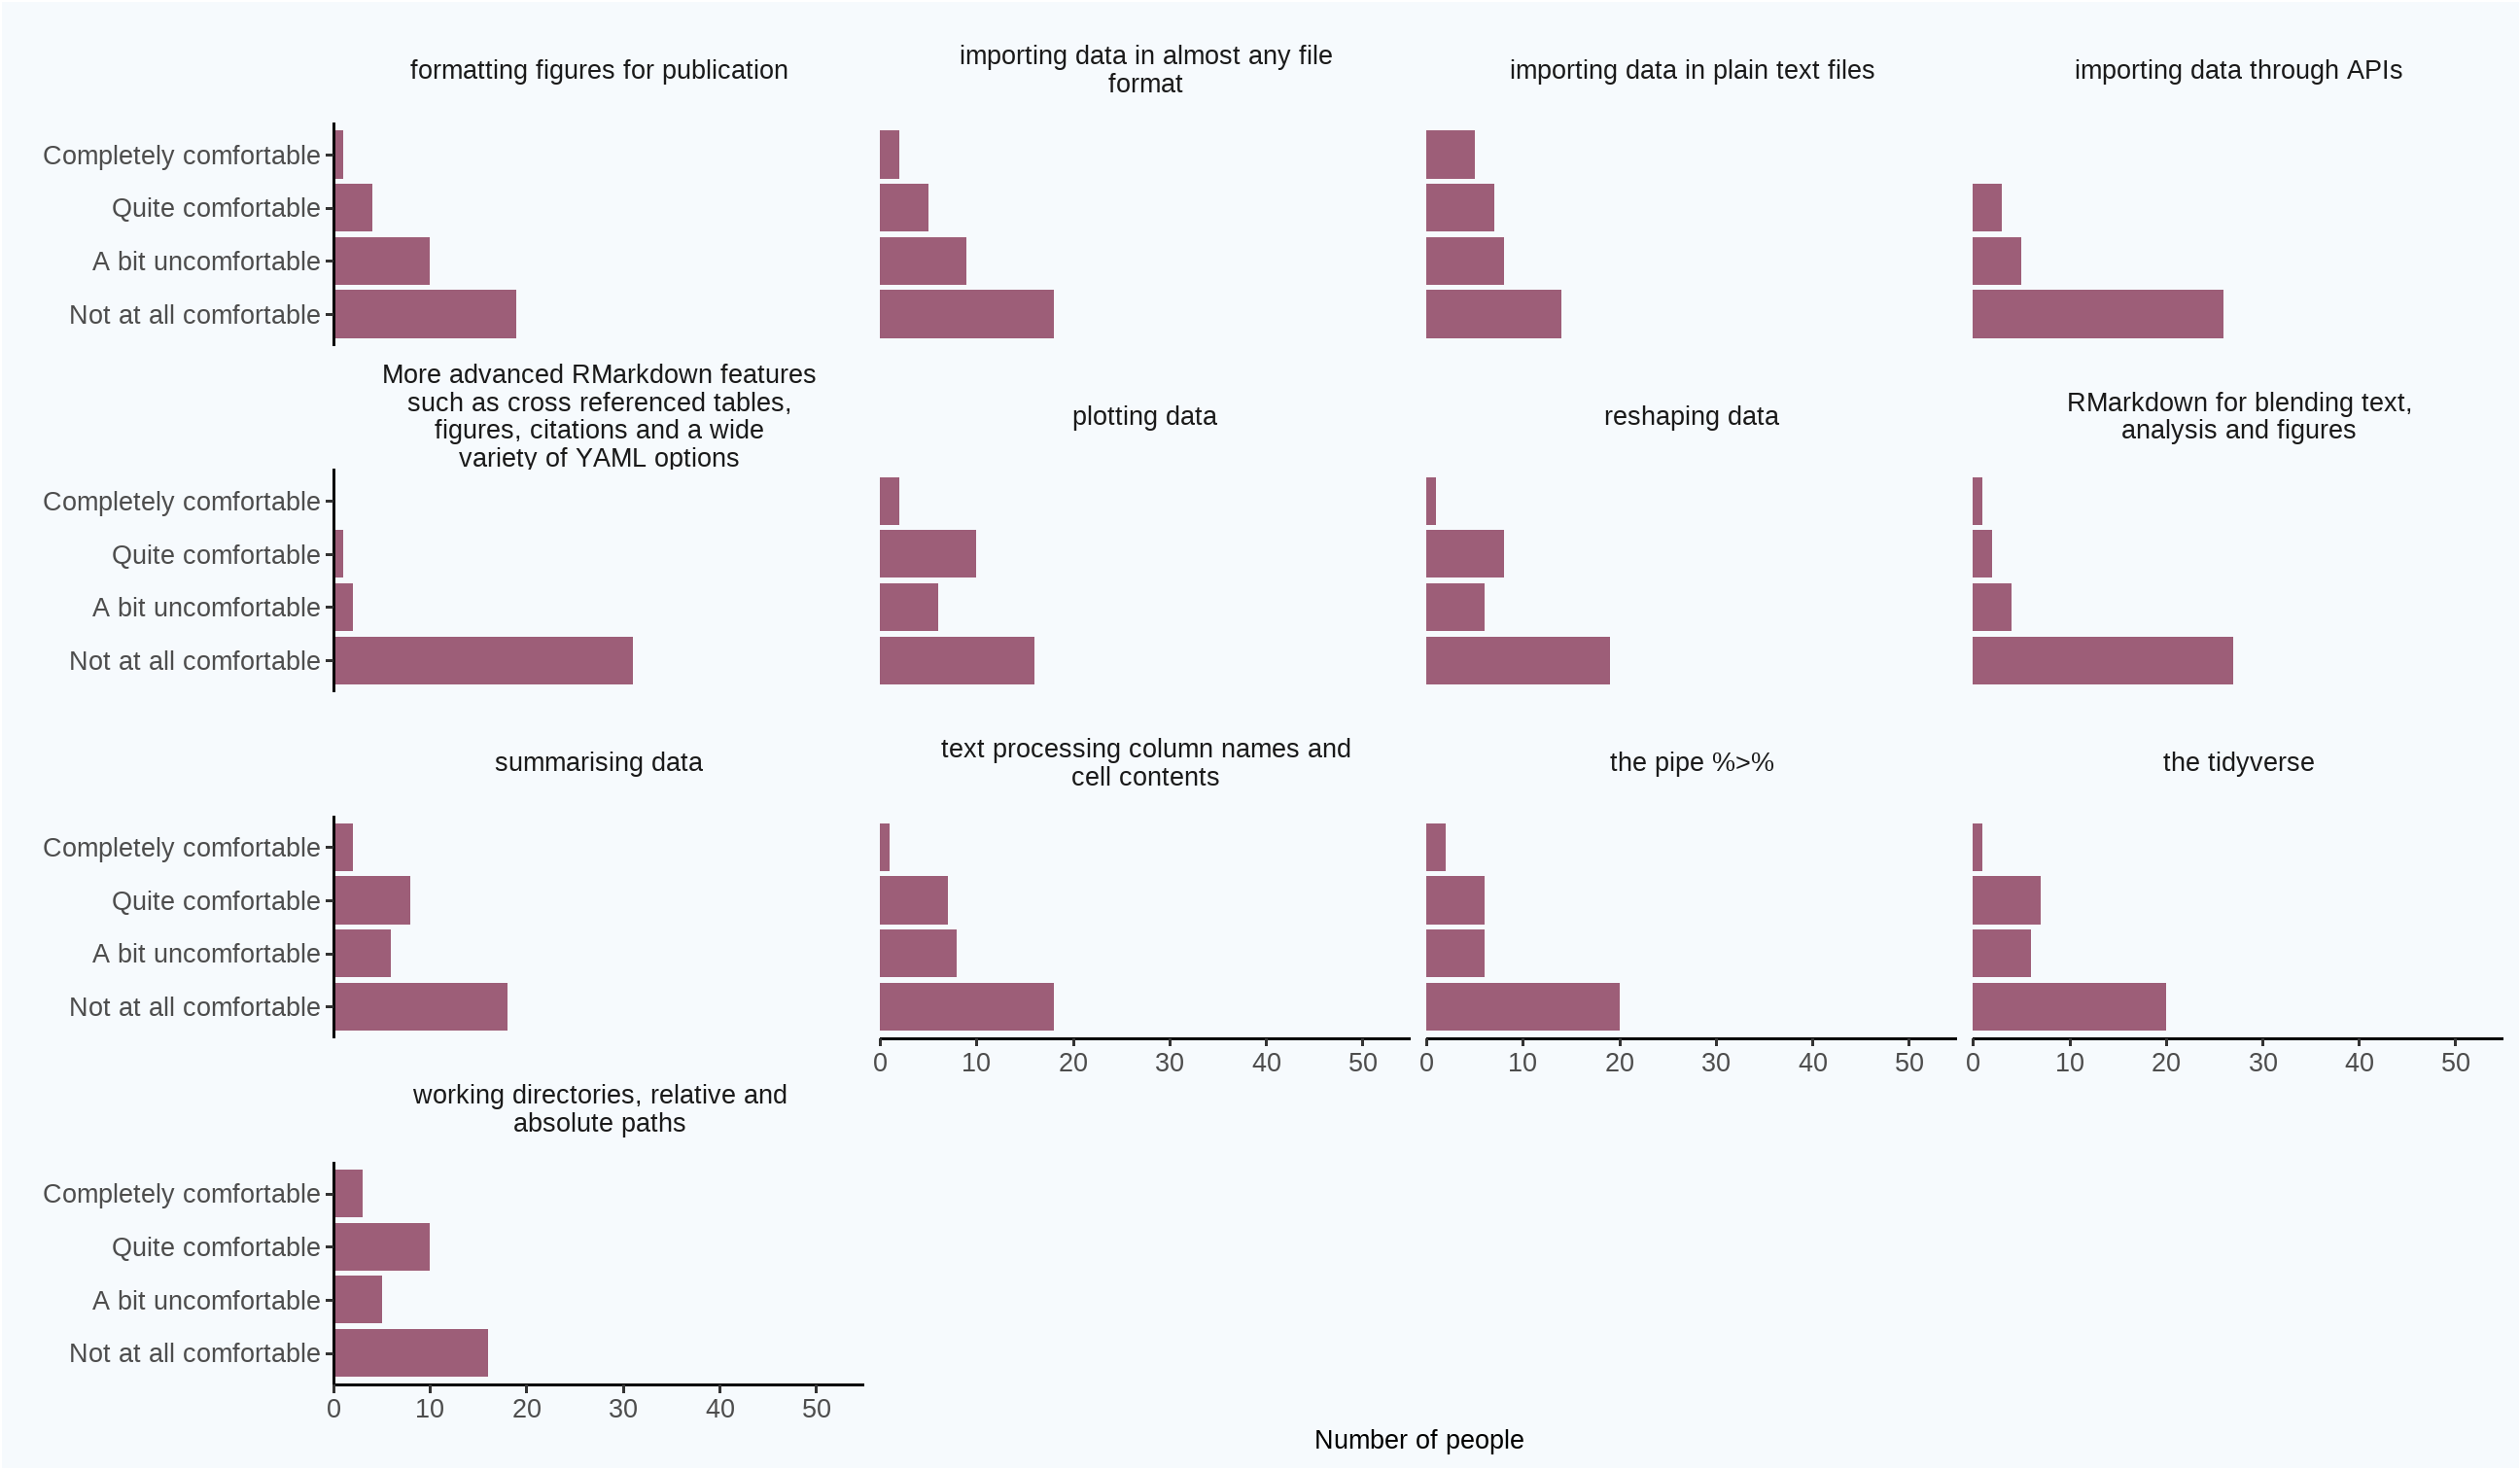 formatting figures for publication
importing data in almost any file
format
importing data in plain text files
importing data through APIs
Completely comfortable
Quite comfortable
A bit uncomfortable
Not at all comfortable
More advanced RMarkdown features
such as cross referenced tables,
figures, citations and a wide
variety of YAML options
plotting data
reshaping data
RMarkdown for blending text,
analysis and figures
Completely comfortable
Quite comfortable
A bit uncomfortable
Not at all comfortable
summarising data
text processing column names and
cell contents
the pipe %>%
the tidyverse
Completely comfortable
Quite comfortable
A bit uncomfortable
Not at all comfortable
0 10 20 30 40 50
0 10 20 30 40 50
0 10 20 30 40 50
working directories, relative and
absolute paths
Completely comfortable
Quite comfortable
A bit uncomfortable
Not at all comfortable
0 10 20 30 40 50
Number of people